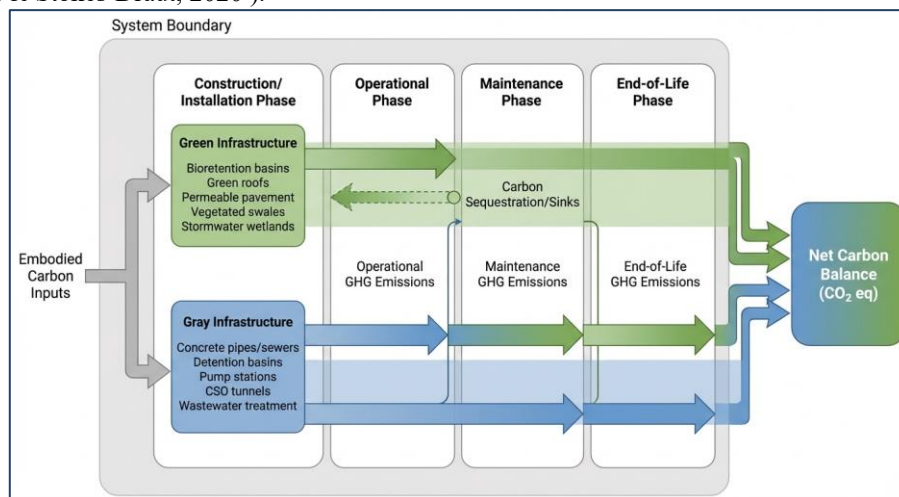 2020 ).
System Boundary
Construction/
Installation Phase
Operational
Phase
Maintenance
Phase
End-of-Life
Phase
Green Infrastructure
Bioretention basins
Green roofs
Permeable pavement
Vegetated swales
Stormwater wetlands
Carbon
Sequestration/Sinks
Embodied
Carbon
Inputs
Operational
GHG Emissions
Maintenance
GHG Emissions
End-of-Life
GHG Emissions
Net Carbon
Balance
(CO₂ eq)
Gray Infrastructure
Concrete pipes/sewers
Detention basins
Pump stations
CSO tunnels
Wastewater treatment